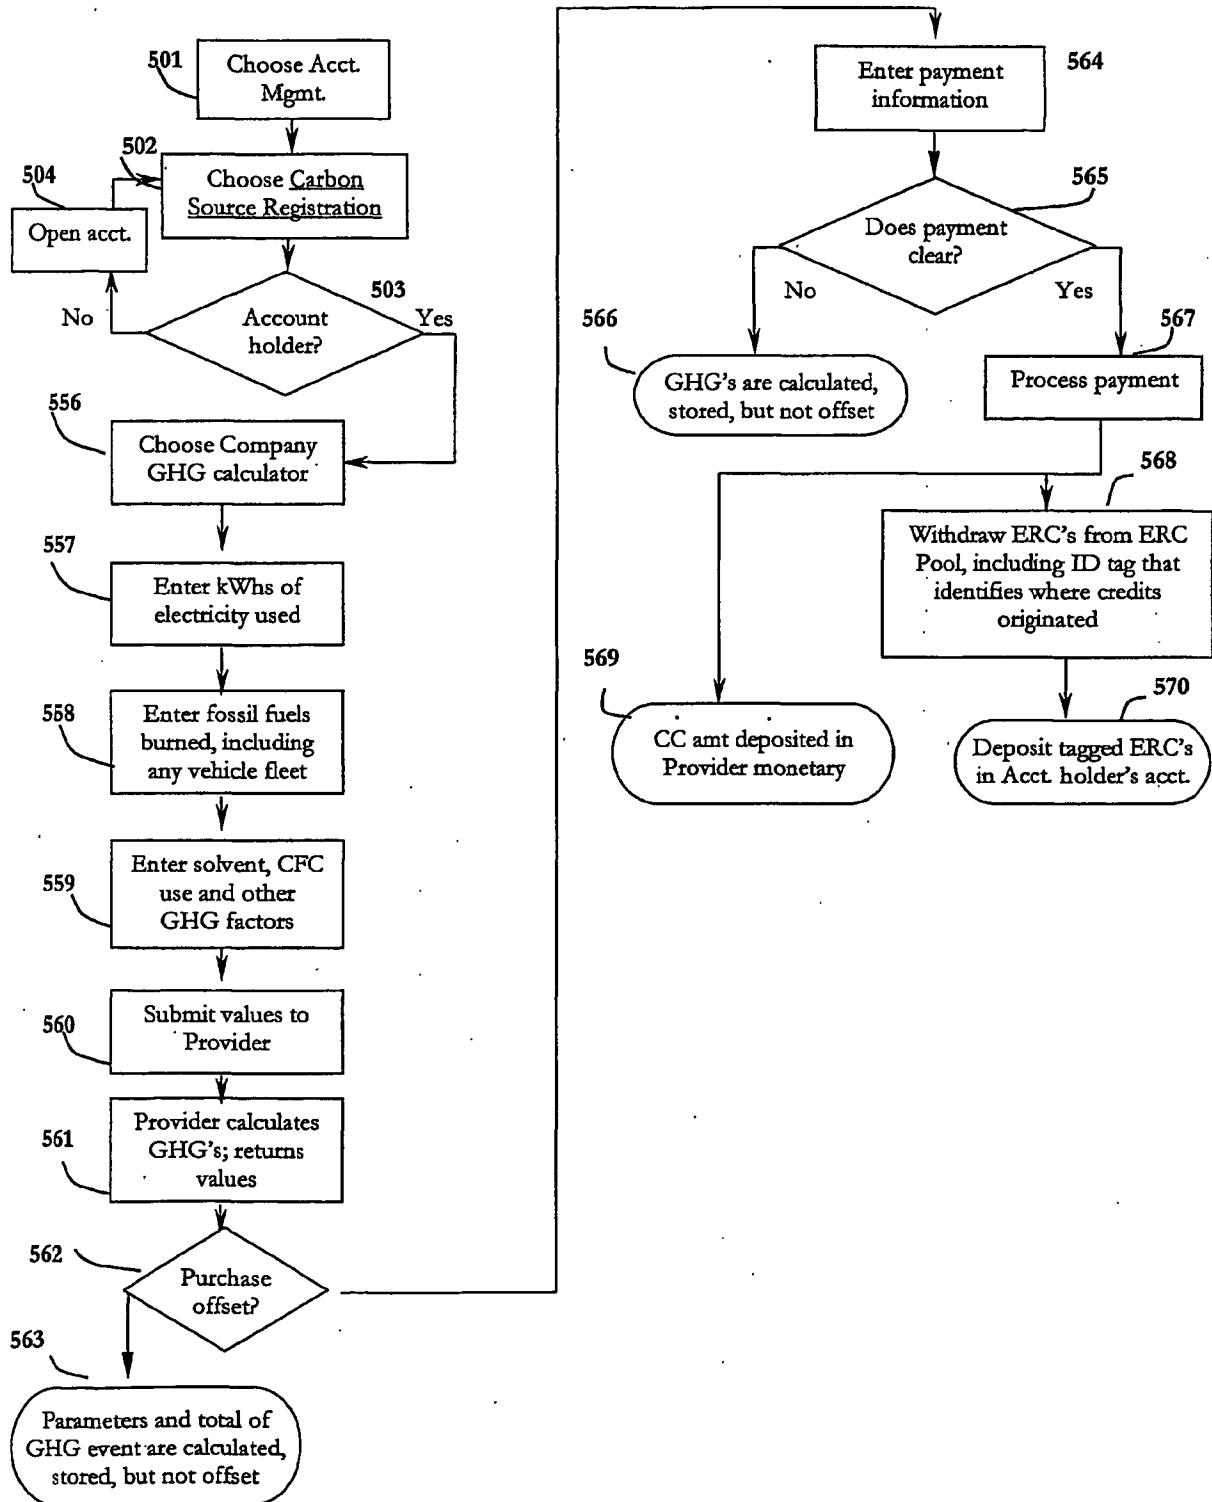 501
Choose Acct.
Mgmt.
502
Choose Carbon
Source Registration
504
Open acct.
503
Account
holder?
No
Yes
556
Choose Company
GHG calculator
557
Enter kWhs of
electricity used
558
Enter fossil fuels
burned, including
any vehicle fleet
559
Enter solvent, CFC
use and other
GHG factors
560
Submit values to
Provider
561
Provider calculates
GHG's; returns
values
562
Purchase
offset?
563
Parameters and total of
GHG event are calculated,
stored, but not offset
564
Enter payment
information
565
Does payment
clear?
No
Yes
566
GHG's are calculated,
stored, but not offset
567
Process payment
568
Withdraw ERC's from ERC
Pool, including ID tag that
identifies where credits
originated
569
CC amt deposited in
Provider monetary
570
Deposit tagged ERC's
in Acct. holder's acct.